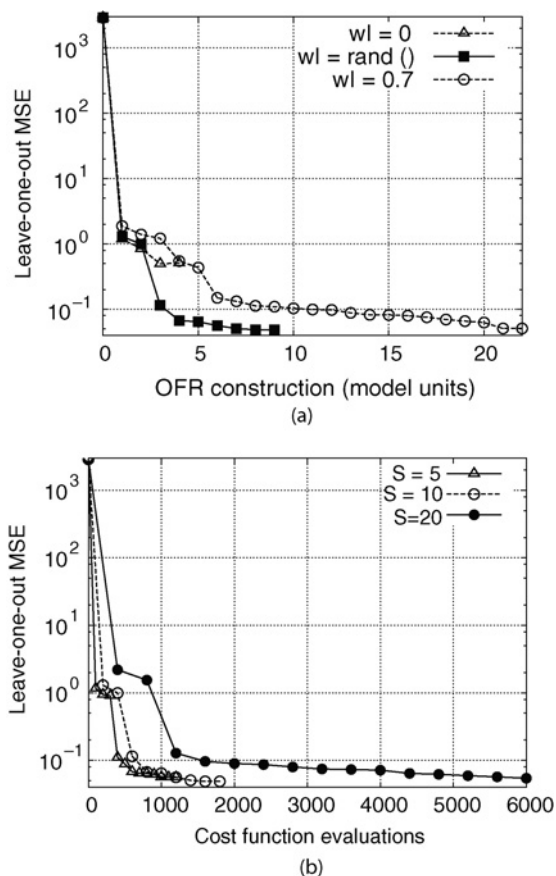 wl = 0
wl = rand ()
wl = 0.7
10³
10²
10¹
10⁰
10⁻¹
Leave-one-out MSE
0 5 10 15 20
OFR construction (model units)
(a)
S = 5
S = 10
S=20
10³
10²
10¹
10⁰
10⁻¹
Leave-one-out MSE
0 1000 2000 3000 4000 5000 6000
Cost function evaluations
(b)